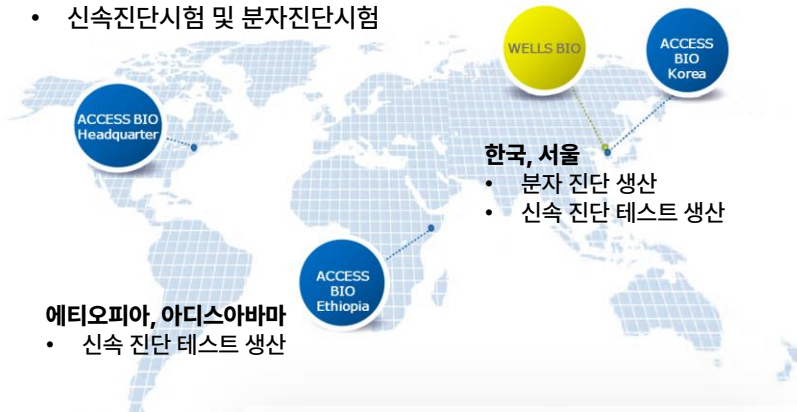 • 신속진단시험 및 분자진단시험
WELLS BIO
ACCESS
BIO
Korea
ACCESS BIO
Headquarter
한국, 서울
• 분자 진단 생산
• 신속 진단 테스트 생산
ACCESS
BIO
Ethiopia
에티오피아, 아디스아바마
• 신속 진단 테스트 생산